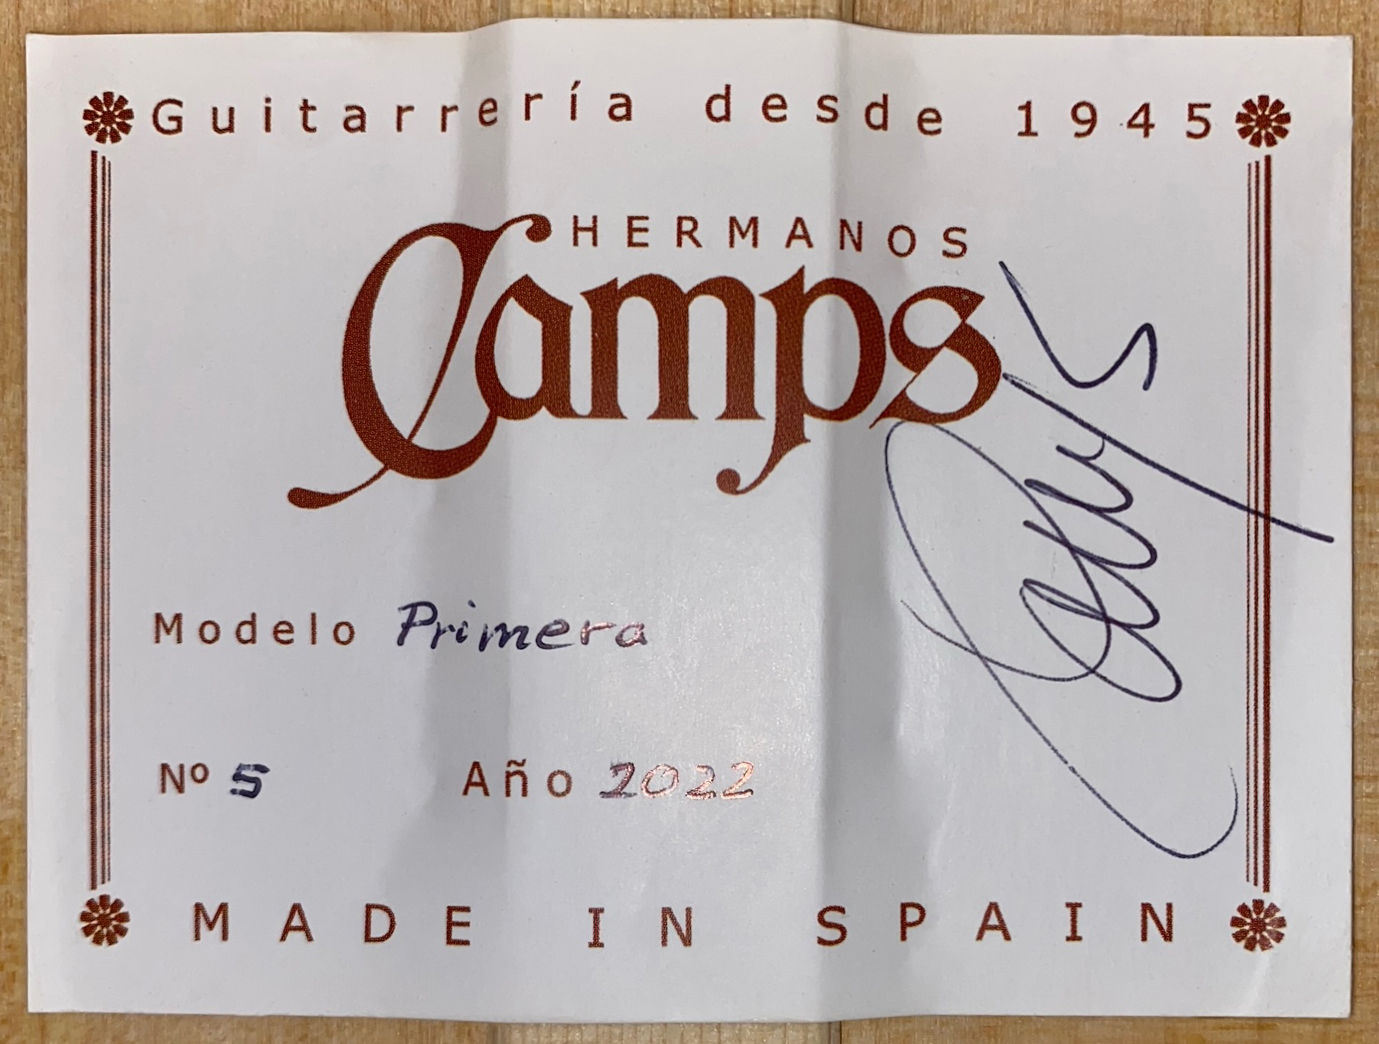 Guitarrería desde 1945
HERMANOS
Camps
Modelo Primera
Nº 5 Año 2022
MADE IN SPAIN